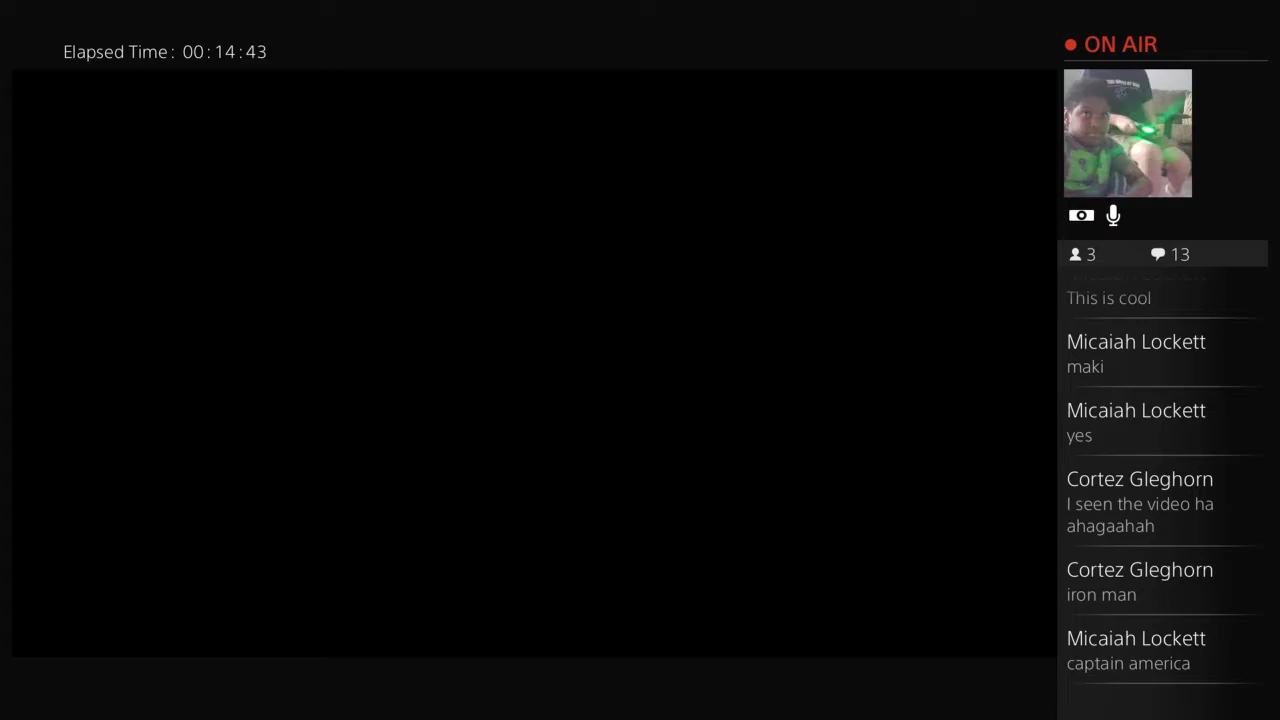 Elapsed Time: 00:14:43
ON AIR
3 13
This is cool
Micaiah Lockett
maki
Micaiah Lockett
yes
Cortez Gleghorn
I seen the video ha
ahagaahah
Cortez Gleghorn
iron man
Micaiah Lockett
captain america